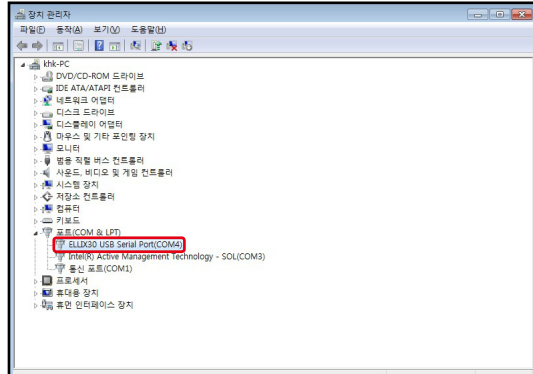 장치 관리자
파일(F) 동작(A) 보기(V) 도움말(H)
khk-PC
DVD/CD-ROM 드라이브
IDE ATA/ATAPI 컨트롤러
네트워크 어댑터
디스크 드라이브
디스플레이 어댑터
마우스 및 기타 포인팅 장치
모니터
범용 직렬 버스 컨트롤러
사운드, 비디오 및 게임 컨트롤러
시스템 장치
저장소 컨트롤러
컴퓨터
키보드
포트(COM & LPT)
ELLIX30 USB Serial Port(COM4)
Intel(R) Active Management Technology - SOL(COM3)
통신 포트(COM1)
프로세서
휴대용 장치
휴먼 인터페이스 장치